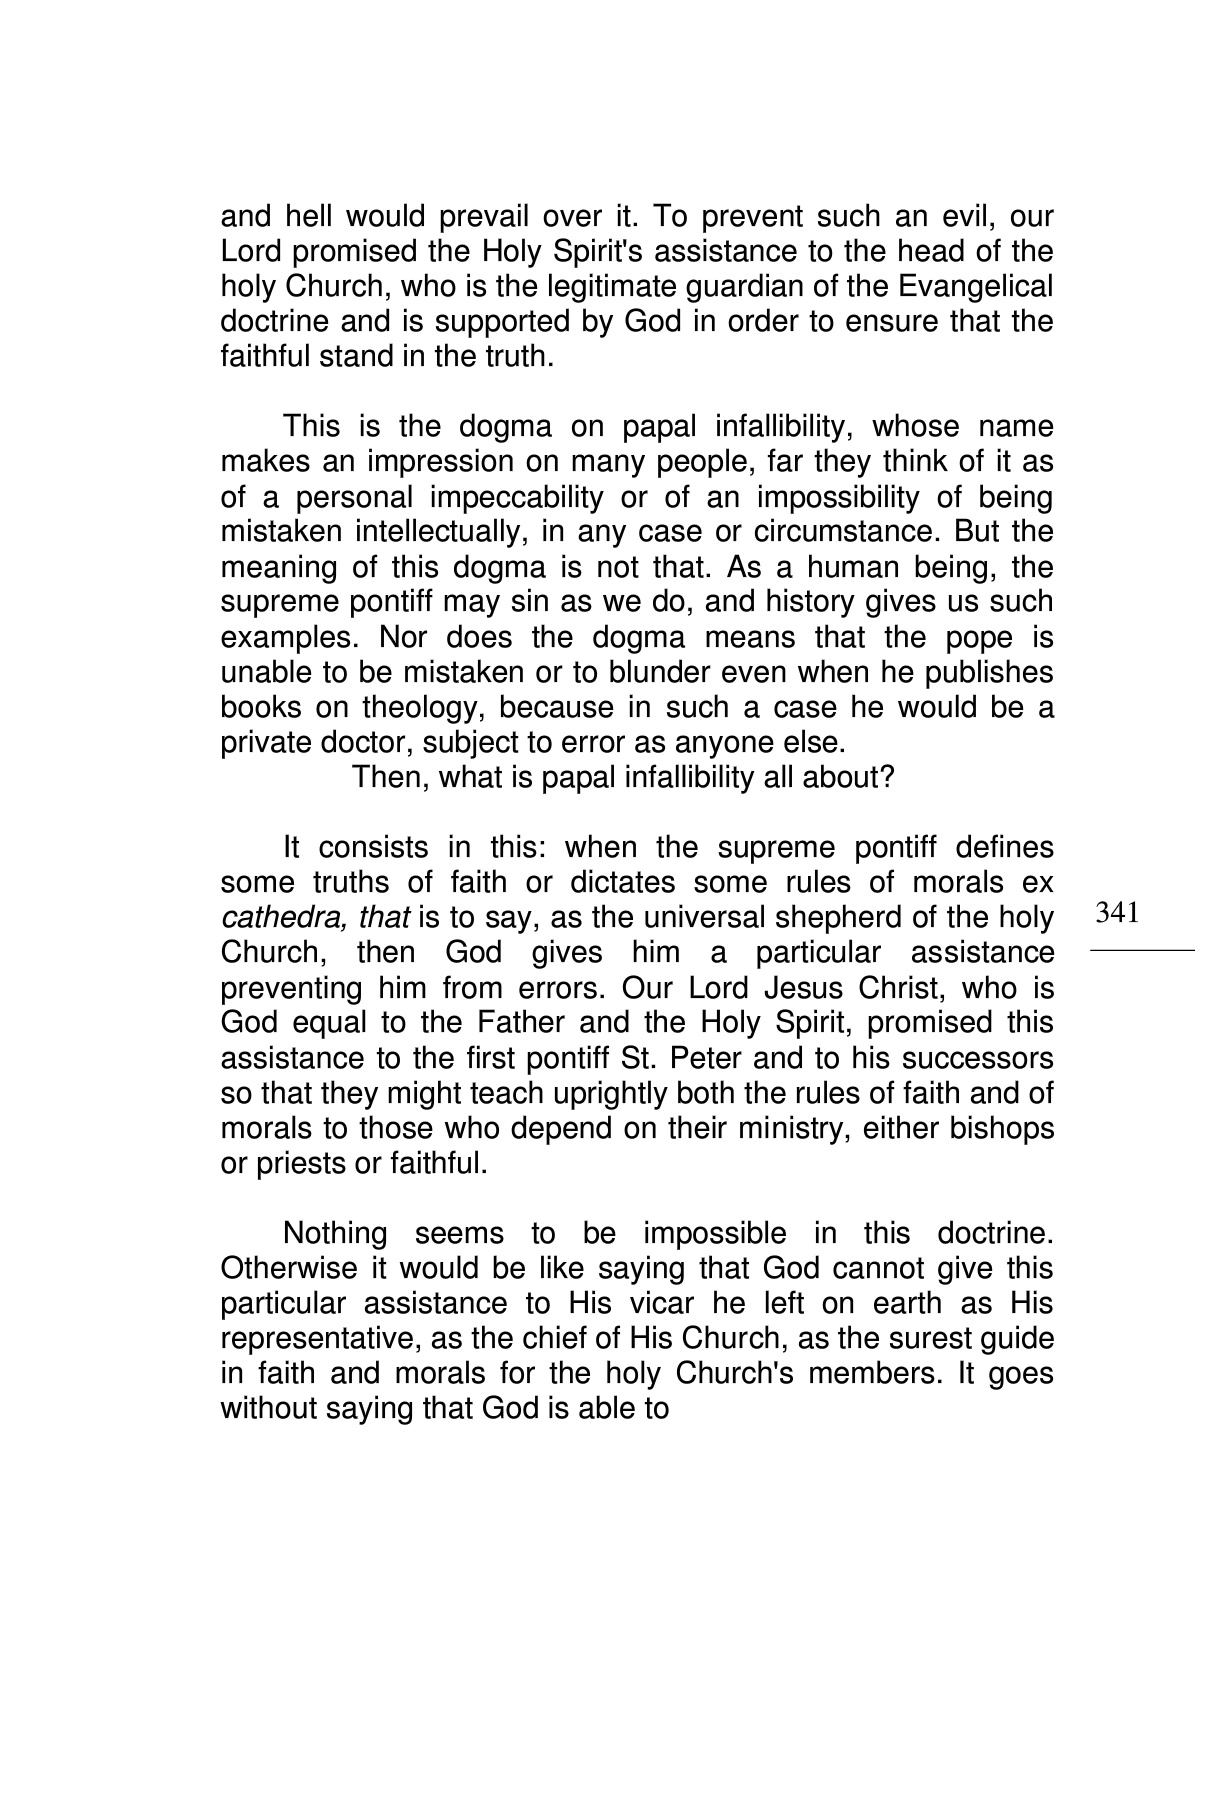 and hell would prevail over it. To prevent such an evil, our
Lord promised the Holy Spirit's assistance to the head of the
holy Church, who is the legitimate guardian of the Evangelical
doctrine and is supported by God in order to ensure that the
faithful stand in the truth.
This is the dogma on papal infallibility, whose name
makes an impression on many people, far they think of it as
of a personal impeccability or of an impossibility of being
mistaken intellectually, in any case or circumstance. But the
meaning of this dogma is not that. As a human being, the
supreme pontiff may sin as we do, and history gives us such
examples. Nor does the dogma means that the pope is
unable to be mistaken or to blunder even when he publishes
books on theology, because in such a case he would be a
private doctor, subject to error as anyone else.
Then, what is papal infallibility all about?
It consists in this: when the supreme pontiff defines
some truths of faith or dictates some rules of morals ex
cathedra, that is to say, as the universal shepherd of the holy
Church, then God gives him a particular assistance
preventing him from errors. Our Lord Jesus Christ, who is
God equal to the Father and the Holy Spirit, promised this
assistance to the first pontiff St. Peter and to his successors
so that they might teach uprightly both the rules of faith and of
morals to those who depend on their ministry, either bishops
or priests or faithful.
Nothing seems to be impossible in this doctrine.
Otherwise it would be like saying that God cannot give this
particular assistance to His vicar he left on earth as His
representative, as the chief of His Church, as the surest guide
in faith and morals for the holy Church's members. It goes
without saying that God is able to
341